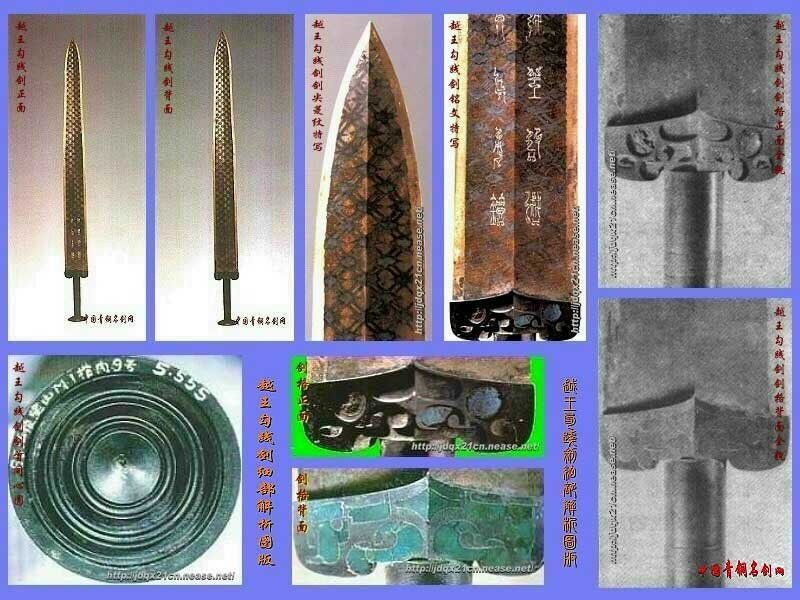 越王勾践剑正面
中国青铜名剑网
越王勾践剑背面
中国青铜名剑网
越王勾践剑剑尖菱纹特写
http://jdqx21cn.nease.net/
越王勾践剑铭文特写
http://jdqx21cn.nease.net/
越王勾践剑剑格正面全貌
http://jdqx21cn.nease.net/
越王勾践剑剑首同心圆
山M1棺内9号 5.555
http://jdqx21cn.nease.net/
越王勾践剑细部解析图版
剑格正面
http://jdqx21cn.nease.net/
剑格背面
http://jdqx21cn.nease.net/
越王勾践剑细部解析图版
越王勾践剑剑格背面全貌
http://jdqx21cn.nease.net/
中国青铜名剑网